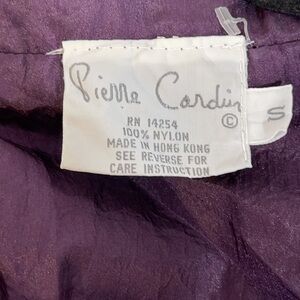 Pierre Cardin
©
S
RN 14254
100% NYLON
MADE IN HONG KONG
SEE REVERSE FOR
CARE INSTRUCTION